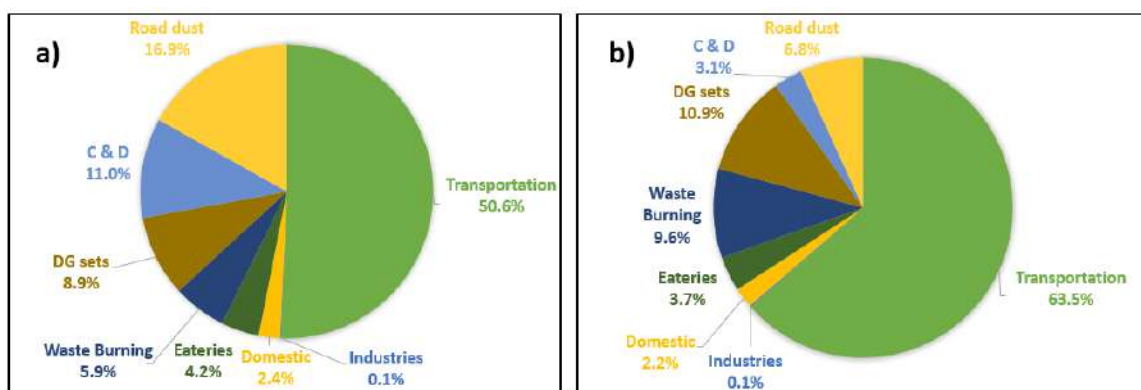 a)
Road dust
16.9%
C & D
11.0%
Transportation
50.6%
DG sets
8.9%
Waste Burning
5.9%
Eateries
4.2%
Domestic
2.4%
Industries
0.1%
b)
Road dust
6.8%
C & D
3.1%
DG sets
10.9%
Waste
Burning
9.6%
Eateries
3.7%
Transportation
63.5%
Domestic
2.2%
Industries
0.1%